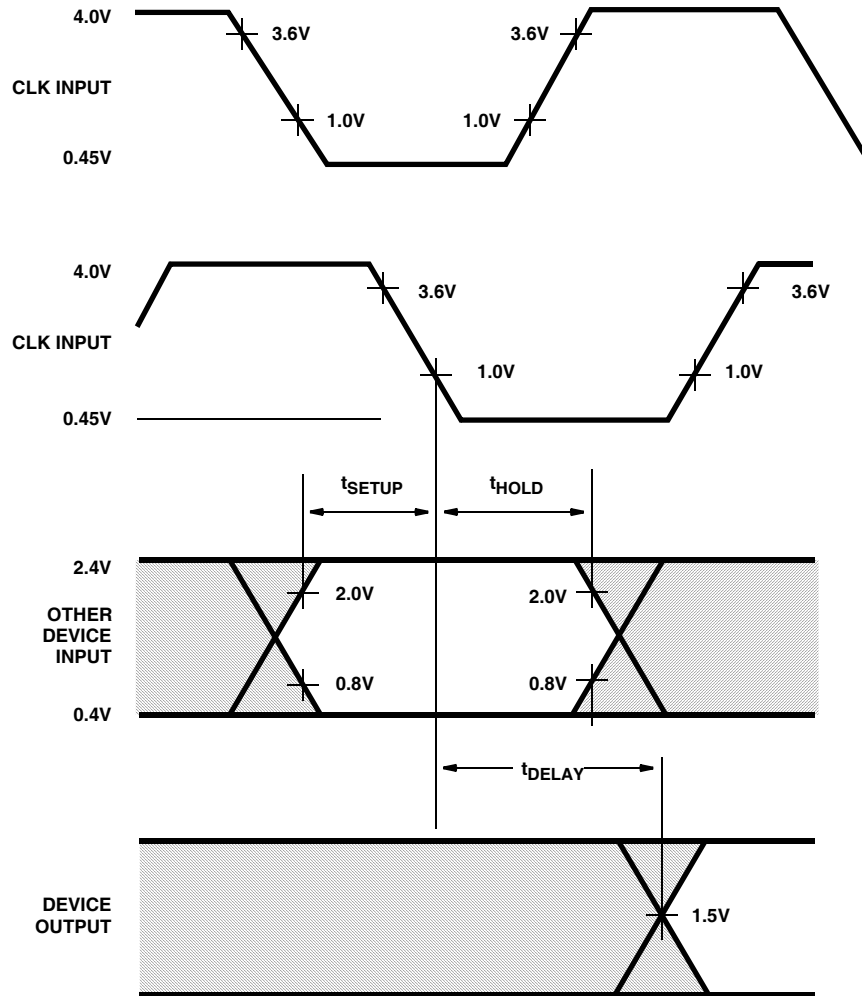 4.0V
3.6V 3.6V
CLK INPUT
1.0V 1.0V
0.45V
4.0V
3.6V 3.6V
CLK INPUT
1.0V 1.0V
0.45V
tSETUP tHOLD
2.4V
2.0V 2.0V
OTHER
DEVICE
INPUT
0.8V 0.8V
0.4V
tDELAY
DEVICE
OUTPUT
1.5V